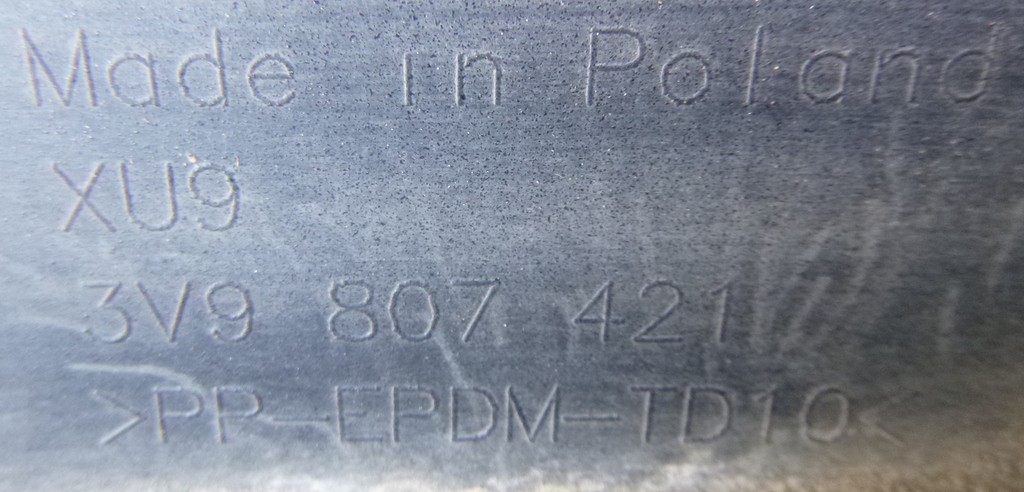 Made in Poland
XU9
3V9 807 421
>PP-EPDM-TD10<